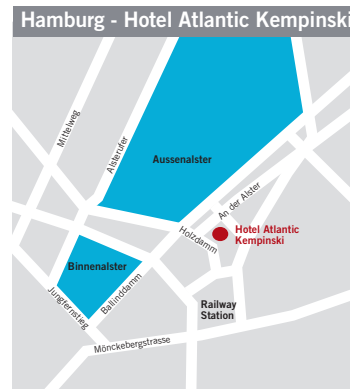 Hamburg - Hotel Atlantic Kempinski
Mittelweg
Alsterufer
Aussenalster
An der Alster
Holzdamm
Hotel Atlantic
Kempinski
Binnenalster
Jungfernstieg
Ballinddamm
Railway
Station
Mönckebergstrasse